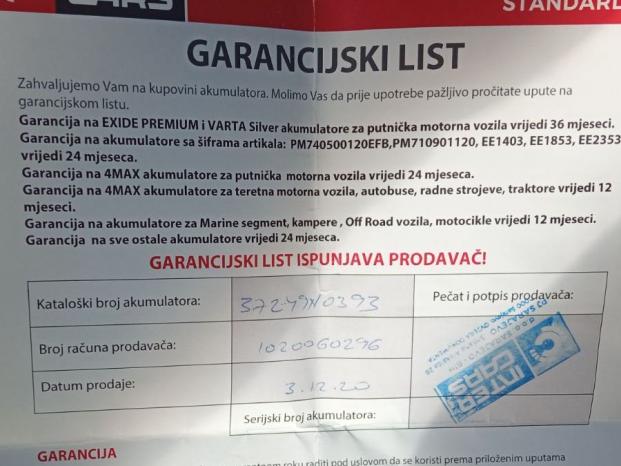 CARS
STANDARD
GARANCIJSKI LIST
Zahvaljujemo Vam na kupovini akumulatora. Molimo Vas da prije upotrebe pažljivo pročitate upute na
garancijskom listu.
Garancija na EXIDE PREMIUM i VARTA Silver akumulatore za putnička motorna vozila vrijedi 36 mjeseci.
Garancija na akumulatore sa šiframa artikala: PM740500120EFB,PM710901120, EE1403, EE1853, EE2353
vrijedi 24 mjeseca.
Garancija na 4MAX akumulatore za putnička motorna vozila vrijedi 24 mjeseca.
Garancija na 4MAX akumulatore za teretna motorna vozila, autobuse, radne strojeve, traktore vrijedi 12
mjeseci.
Garancija na akumulatore za Marine segment, kampere , Off Road vozila, motocikle vrijedi 12 mjeseci.
Garancija na sve ostale akumulatore vrijedi 24 mjeseca.
GARANCIJSKI LIST ISPUNJAVA PRODAVAČ!
Kataloški broj akumulatora:
Pečat i potpis prodavača:
Broj računa prodavača: 1020060296
Datum prodaje: 3.12.20
INTER
CARS
Serijski broj akumulatora:
GARANCIJA
roku raditi pod uslovom da se koristi prema priloženim uputama